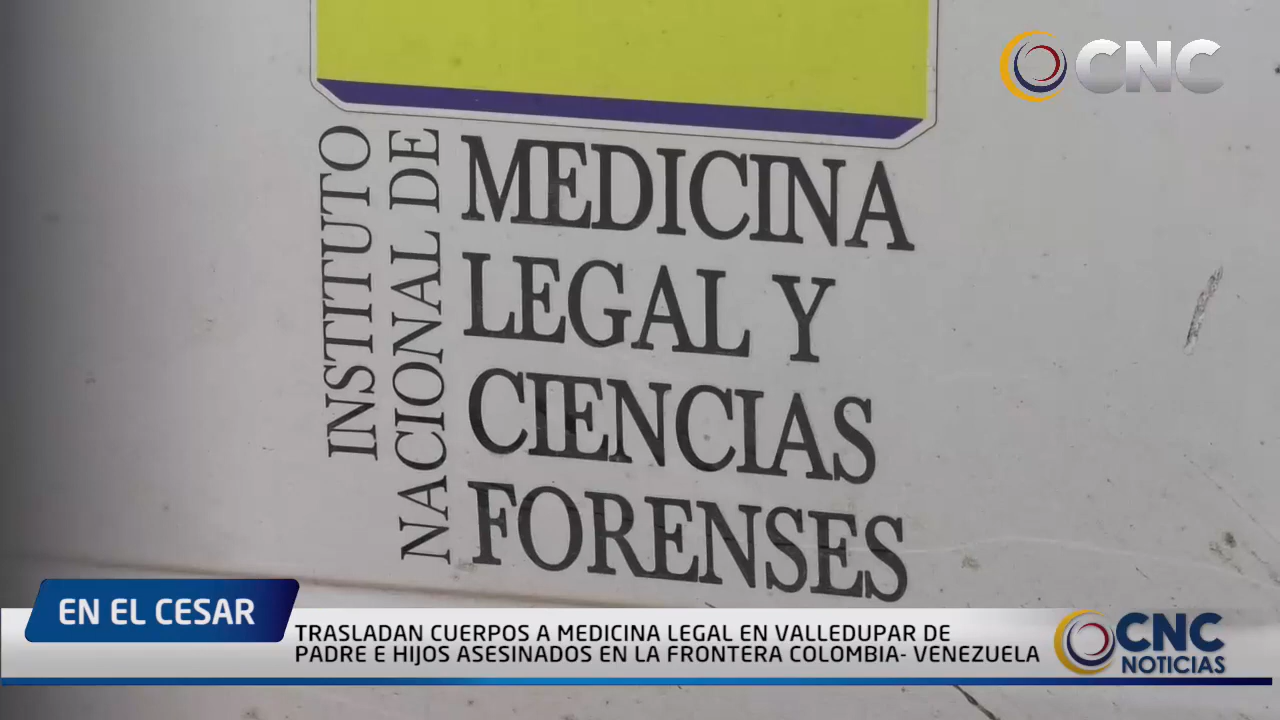 CNC
INSTITUTO
NACIONAL DE
MEDICINA
LEGAL Y
CIENCIAS
FORENSES
EN EL CESAR
TRASLADAN CUERPOS A MEDICINA LEGAL EN VALLEDUPAR DE
PADRE E HIJOS ASESINADOS EN LA FRONTERA COLOMBIA- VENEZUELA
CNC
NOTICIAS